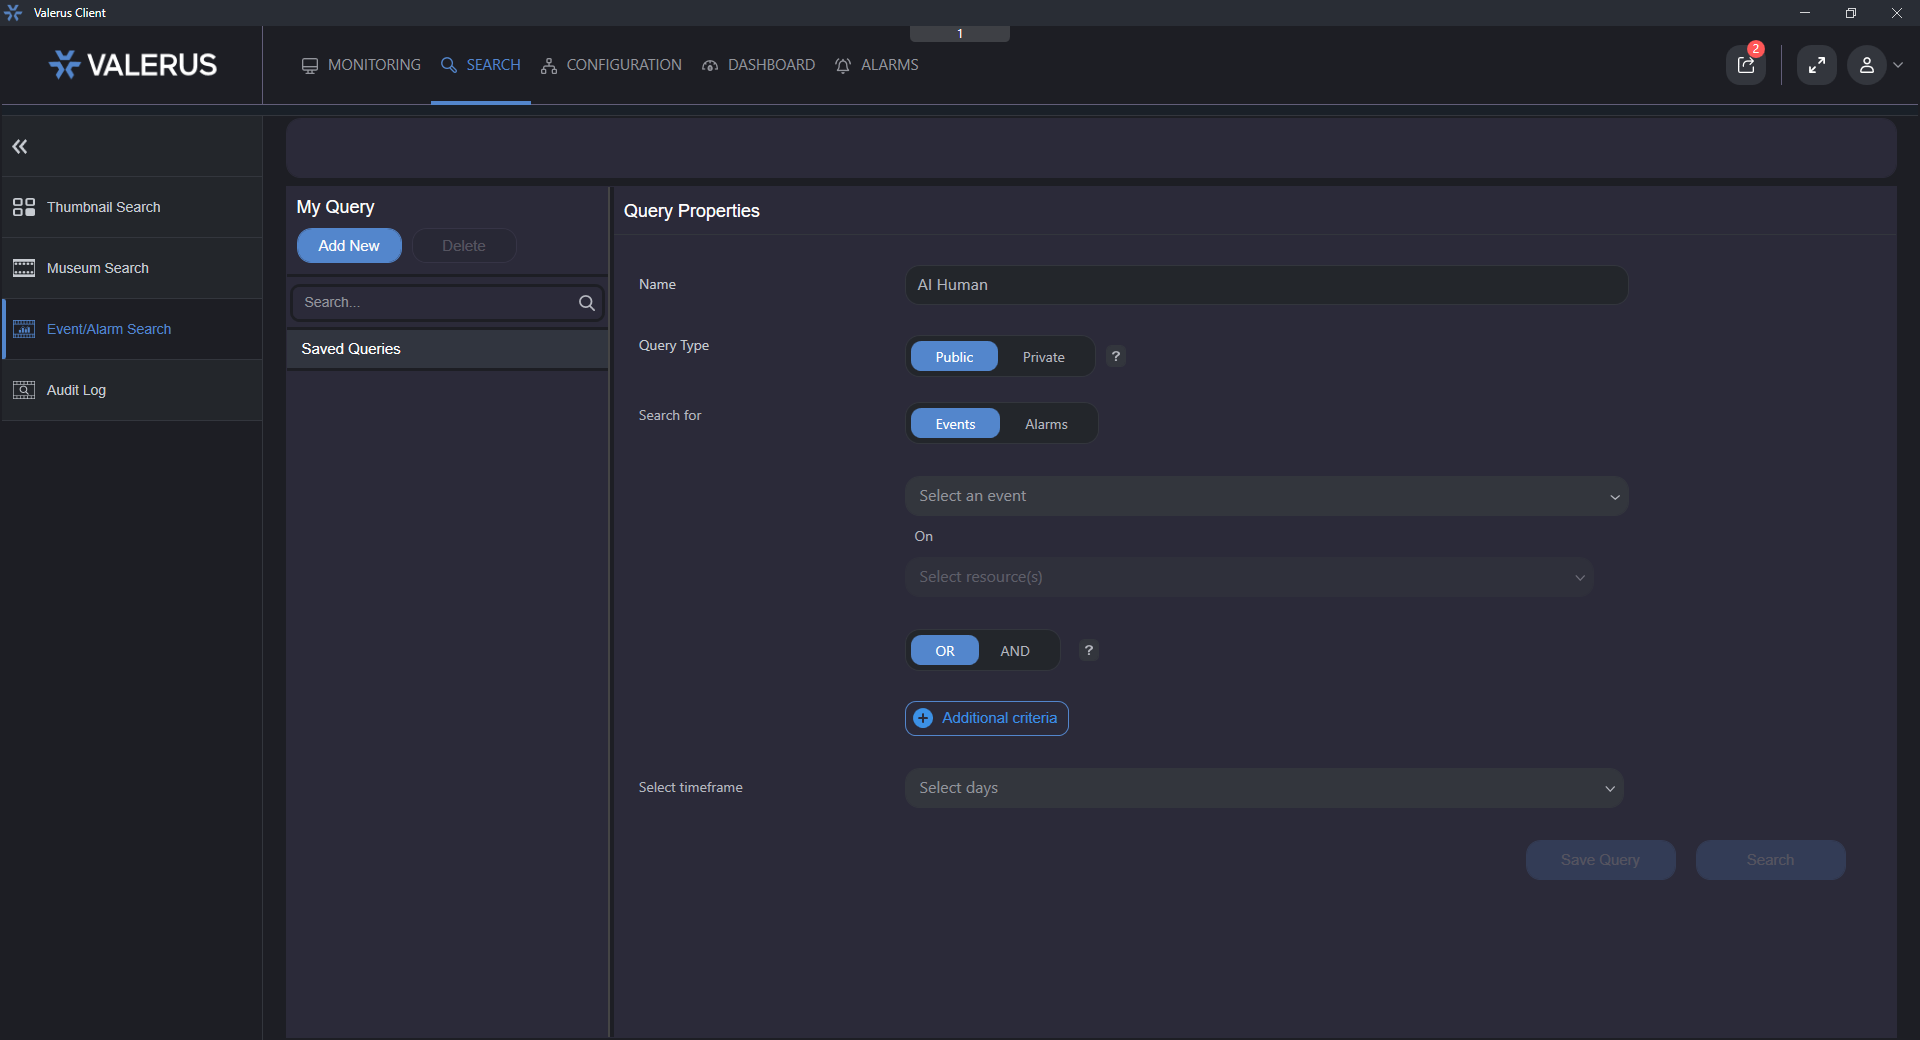 Valerus Client
1
VALERUS
MONITORING
SEARCH
CONFIGURATION
DASHBOARD
ALARMS
2
Thumbnail Search
Museum Search
Event/Alarm Search
Audit Log
My Query
Add New
Delete
Search...
Saved Queries
Query Properties
Name
AI Human
Query Type
Public
Private
?
Search for
Events
Alarms
Select an event
On
Select resource(s)
OR
AND
?
Additional criteria
Select timeframe
Select days
Save Query
Search